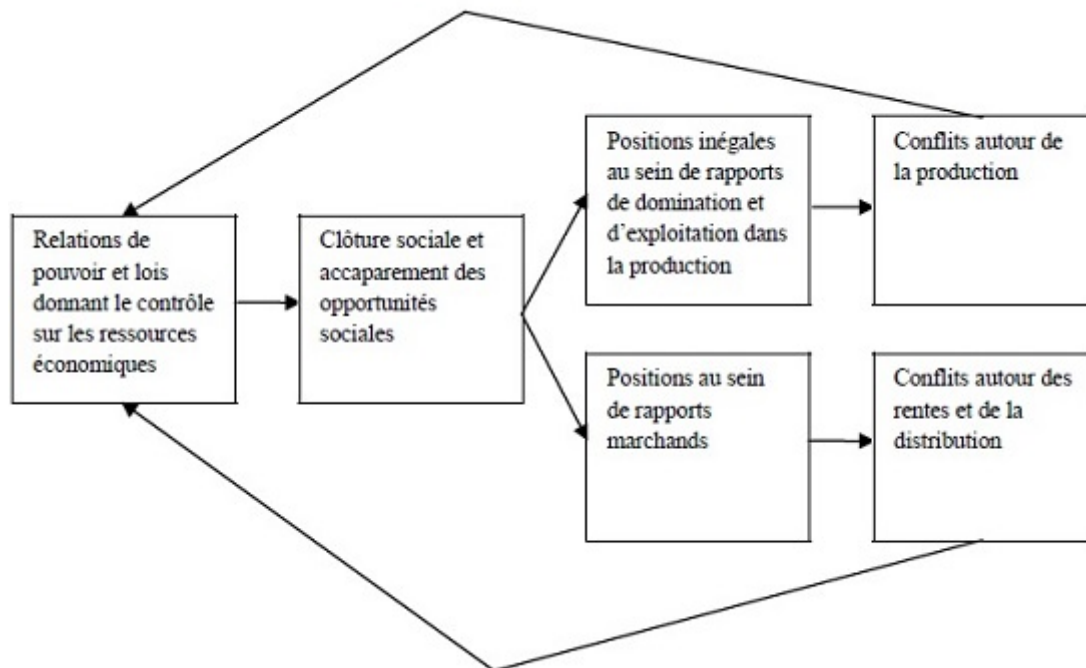 Relations de
pouvoir et lois
donnant le contrôle
sur les ressources
économiques
Clôture sociale et
accaparement des
opportunités
sociales
Positions inégales
au sein de rapports
de domination et
d'exploitation dans
la production
Conflits autour de
la production
Positions au sein
de rapports
marchands
Conflits autour des
rentes et de la
distribution